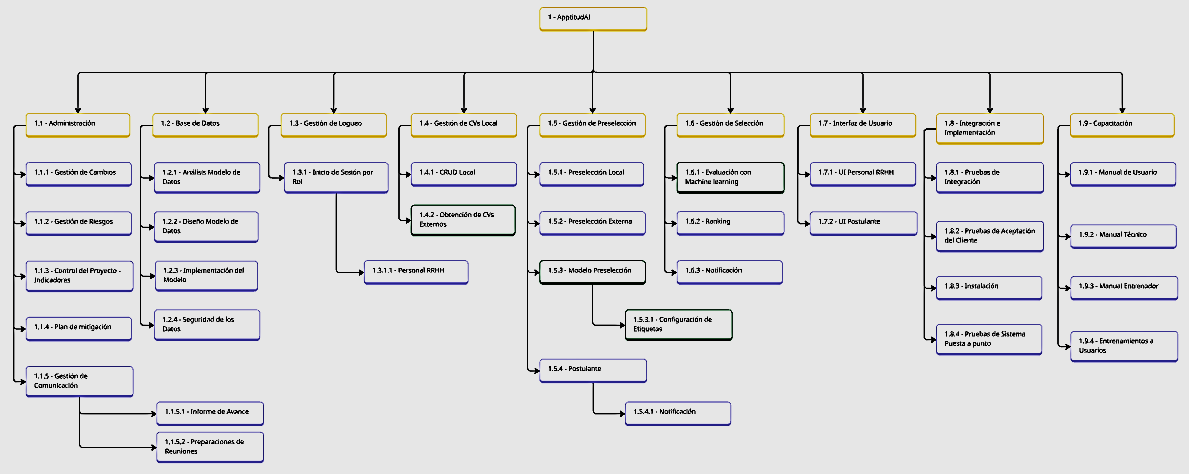 1 - ApptitudAI
1.1 - Administración
1.1.1 - Gestión de Cambios
1.1.2 - Gestión de Riesgos
1.1.3 - Control del Proyecto -
Indicadores
1.1.4 - Plan de mitigación
1.1.5 - Gestión de
Comunicación
1.1.5.1 - Informe de Avance
1.1.5.2 - Preparaciones de
Reuniones
1.2 - Base de Datos
1.2.1 - Análisis Modelo de
Datos
1.2.2 - Diseño Modelo de
Datos
1.2.3 - Implementación del
Modelo
1.2.4 - Seguridad de los
Datos
1.3 - Gestión de Logueo
1.3.1 - Inicio de Sesión por
Rol
1.3.1.1 - Personal RRHH
1.4 - Gestión de CVs Local
1.4.1 - CRUD Local
1.4.2 - Obtención de CVs
Externos
1.5 - Gestión de Preselección
1.5.1 - Preselección Local
1.5.2 - Preselección Externa
1.5.3 - Modelo Preselección
1.5.3.1 - Configuración de
Etiquetas
1.5.4 - Postulante
1.5.4.1 - Notificación
1.6 - Gestión de Selección
1.6.1 - Evaluación con
Machine learning
1.6.2 - Ranking
1.6.3 - Notificación
1.7 - Interfaz de Usuario
1.7.1 - UI Personal RRHH
1.7.2 - UI Postulante
1.8 - Integración e
Implementación
1.8.1 - Pruebas de
Integración
1.8.2 - Pruebas de Aceptación
del Cliente
1.8.3 - Instalación
1.8.4 - Pruebas de Sistema
Puesta a punto
1.9 - Capacitación
1.9.1 - Manual de Usuario
1.9.2 - Manual Técnico
1.9.3 - Manual Entrenador
1.9.4 - Entrenamientos a
Usuarios